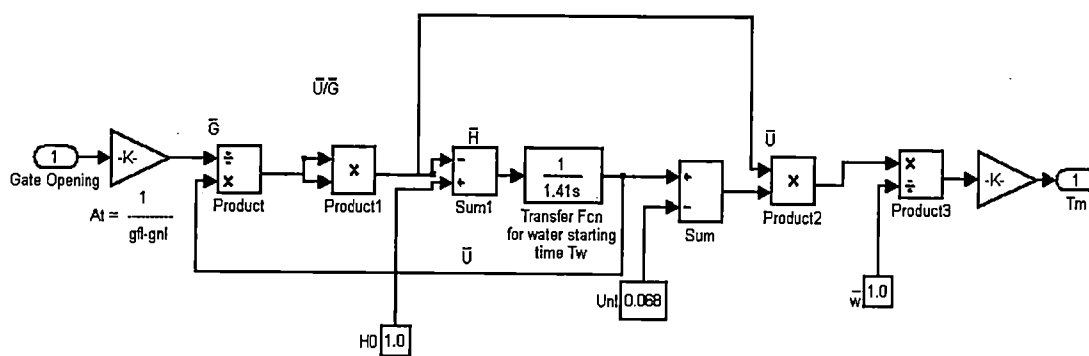 Ū/Ḡ
1
Gate Opening
-K-
At = 1
gfl-gnl
Ḡ
÷
×
Product
×
Product1
H̄
−
+
Sum1
1
1.41s
Transfer Fcn
for water starting
time Tw
Ū
H0 1.0
+
−
Sum
Unl 0.068
Ū
×
Product2
×
÷
Product3
w̄ 1.0
-K-
1
Tm